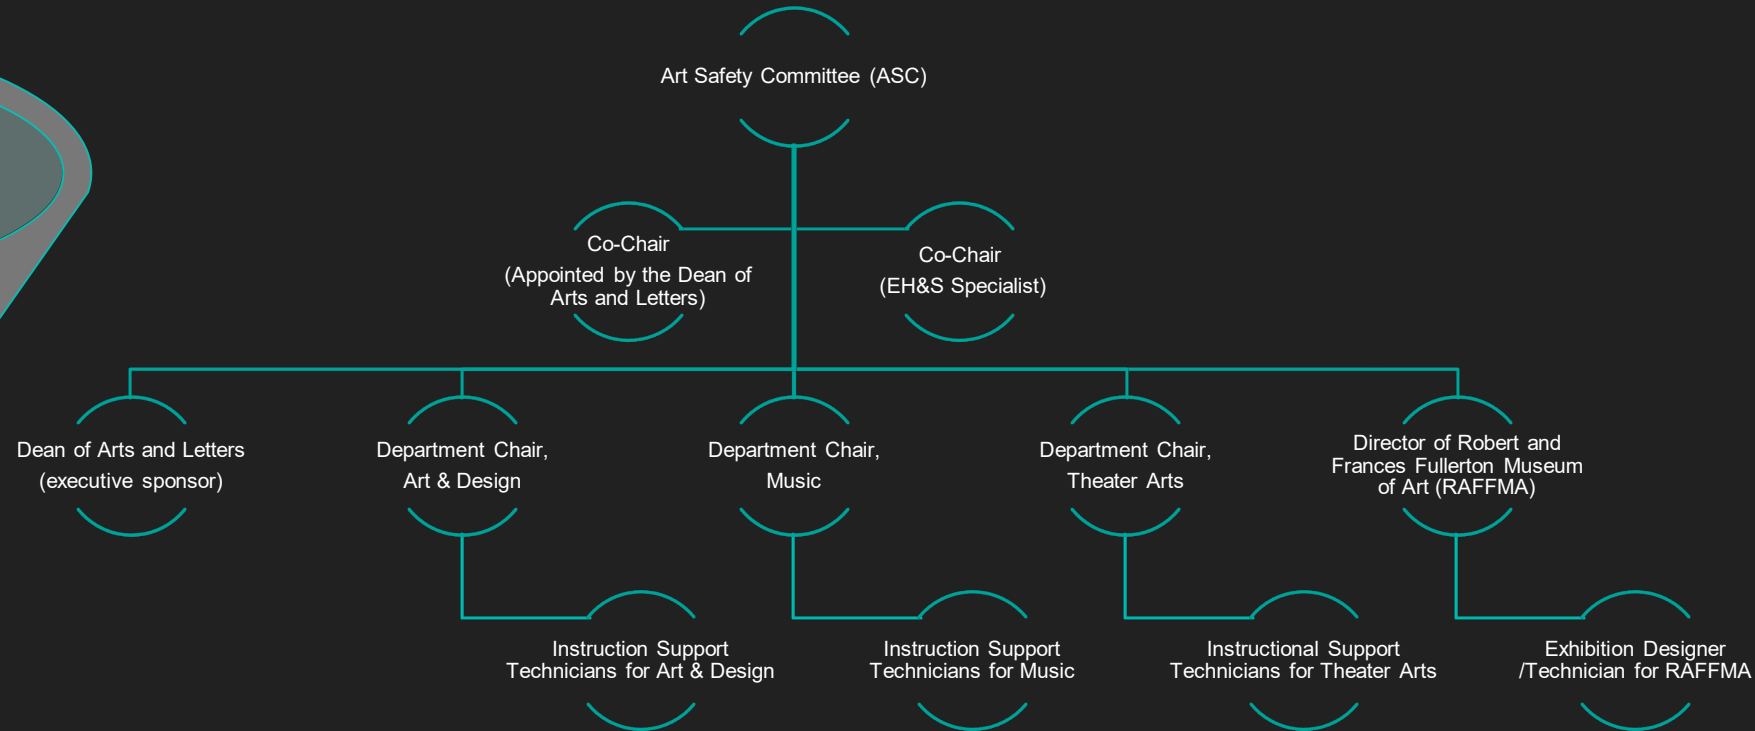 Art Safety Committee (ASC)
Co-Chair
(Appointed by the Dean of
Arts and Letters)
Co-Chair
(EH&S Specialist)
Dean of Arts and Letters
(executive sponsor)
Department Chair,
Art & Design
Department Chair,
Music
Department Chair,
Theater Arts
Director of Robert and
Frances Fullerton Museum
of Art (RAFFMA)
Instruction Support
Technicians for Art & Design
Instruction Support
Technicians for Music
Instructional Support
Technicians for Theater Arts
Exhibition Designer
/Technician for RAFFMA